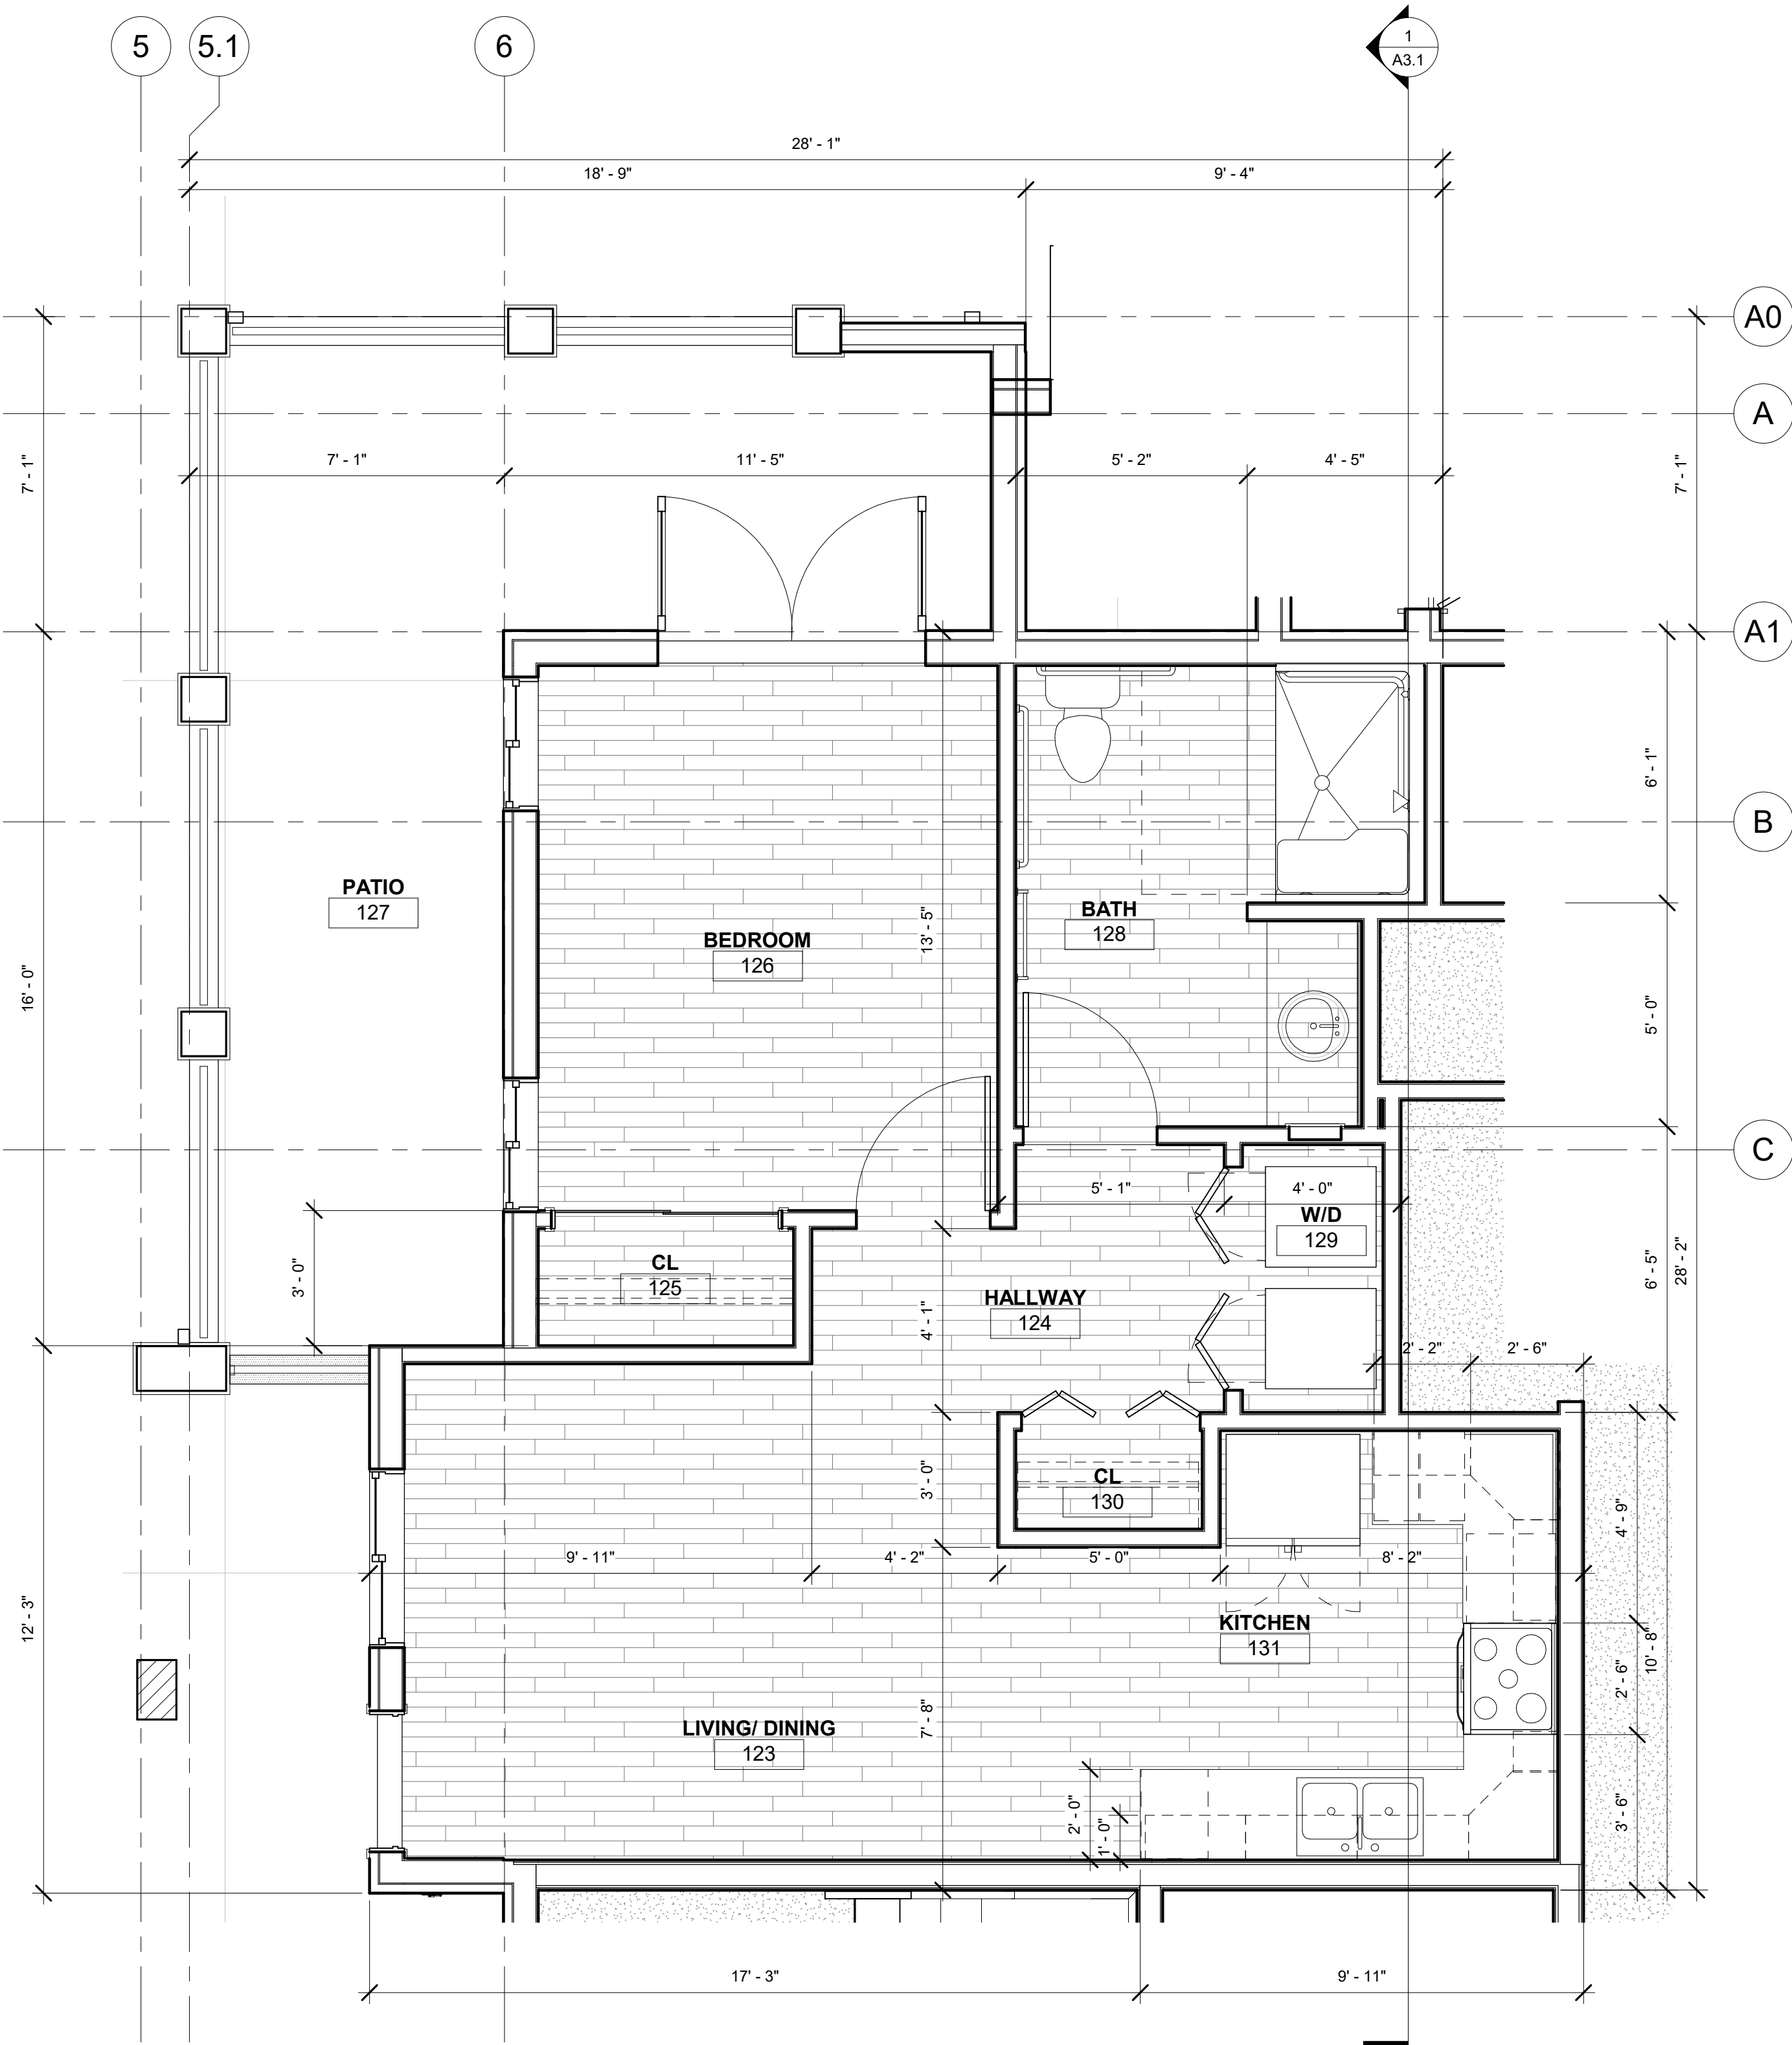 5
5.1
6
1
A3.1
28' - 1"
18' - 9"
9' - 4"
A0
A
7' - 1"
7' - 1"
11' - 5"
5' - 2"
4' - 5"
7' - 1"
A1
6' - 1"
B
PATIO
127
BEDROOM
126
13' - 5"
BATH
128
16' - 0"
5' - 0"
C
5' - 1"
4' - 0"
W/D
129
3' - 0"
CL
125
HALLWAY
124
4' - 1"
6' - 5"
28' - 2"
2' - 2"
2' - 6"
3' - 0"
CL
130
4' - 9"
9' - 11"
4' - 2"
5' - 0"
8' - 2"
12' - 3"
KITCHEN
131
2' - 6"
10' - 8"
LIVING/ DINING
123
7' - 8"
2' - 0"
1' - 0"
3' - 6"
17' - 3"
9' - 11"